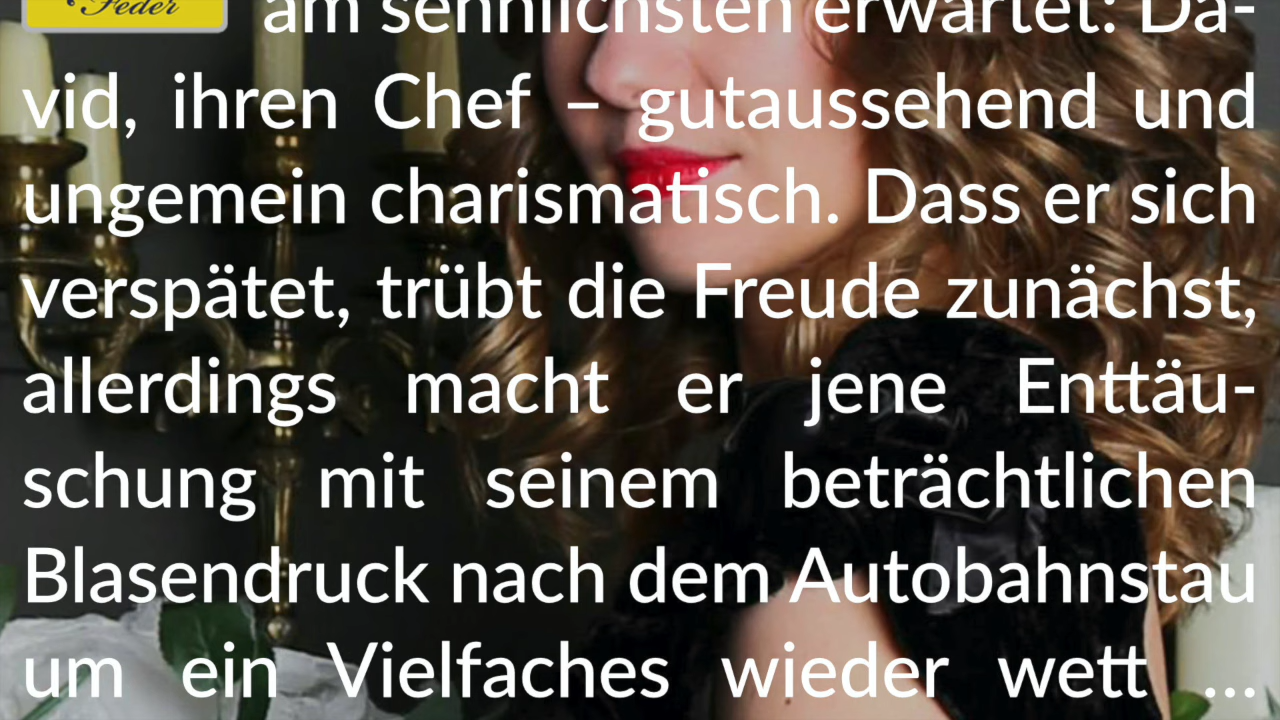 Feder
am sehnlichsten erwartet: Da-
vid, ihren Chef – gutaussehend und
ungemein charismatisch. Dass er sich
verspätet, trübt die Freude zunächst,
allerdings macht er jene Enttäu-
schung mit seinem beträchtlichen
Blasendruck nach dem Autobahnstau
um ein Vielfaches wieder wett ...